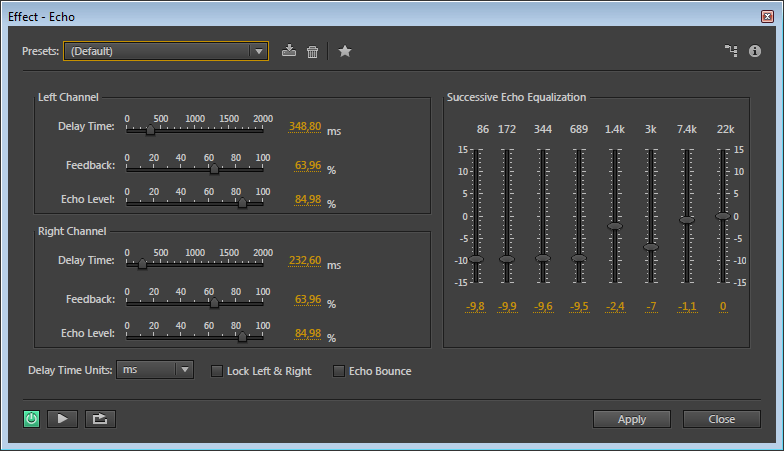 Effect - Echo
Presets: (Default)
Left Channel
Delay Time: 0 500 1000 1500 2000 348,80 ms
Feedback: 0 20 40 60 80 100 63,96 %
Echo Level: 0 20 40 60 80 100 84,98 %
Right Channel
Delay Time: 0 500 1000 1500 2000 232,60 ms
Feedback: 0 20 40 60 80 100 63,96 %
Echo Level: 0 20 40 60 80 100 84,98 %
Successive Echo Equalization
86 172 344 689 1.4k 3k 7.4k 22k
15 15
10 10
5 5
0 0
-5 -5
-10 -10
-15 -15
-9,8 -9,9 -9,6 -9,5 -2,4 -7 -1,1 0
Delay Time Units: ms Lock Left & Right Echo Bounce
Apply Close